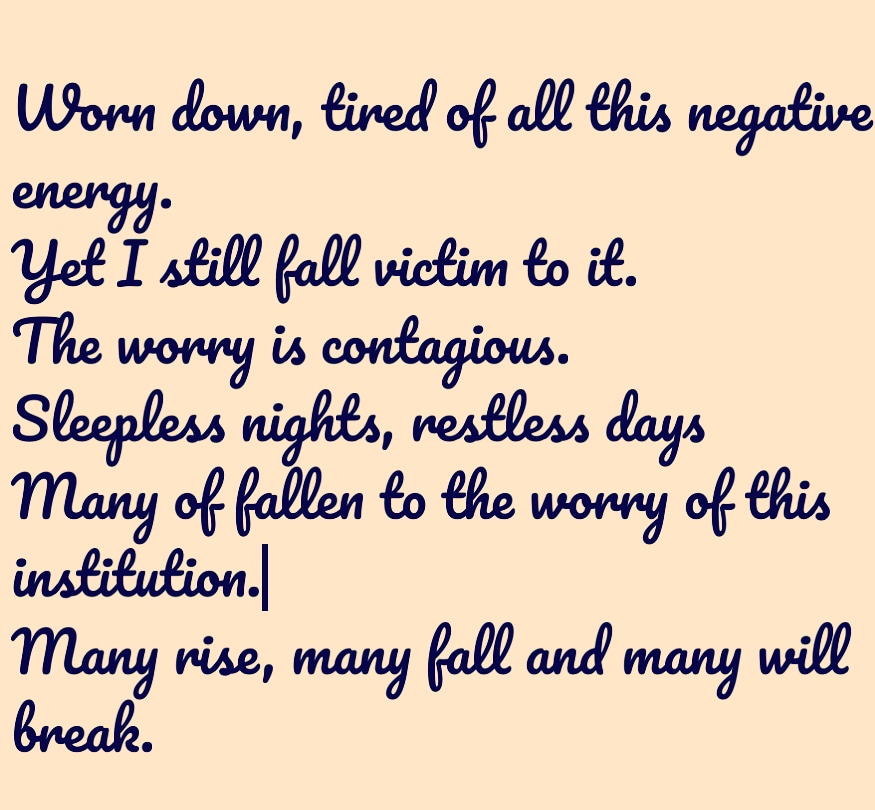 Worn down, tired of all this negative
energy.
Yet I still fall victim to it.
The worry is contagious.
Sleepless nights, restless days
Many of fallen to the worry of this
institution.
Many rise, many fall and many will
break.